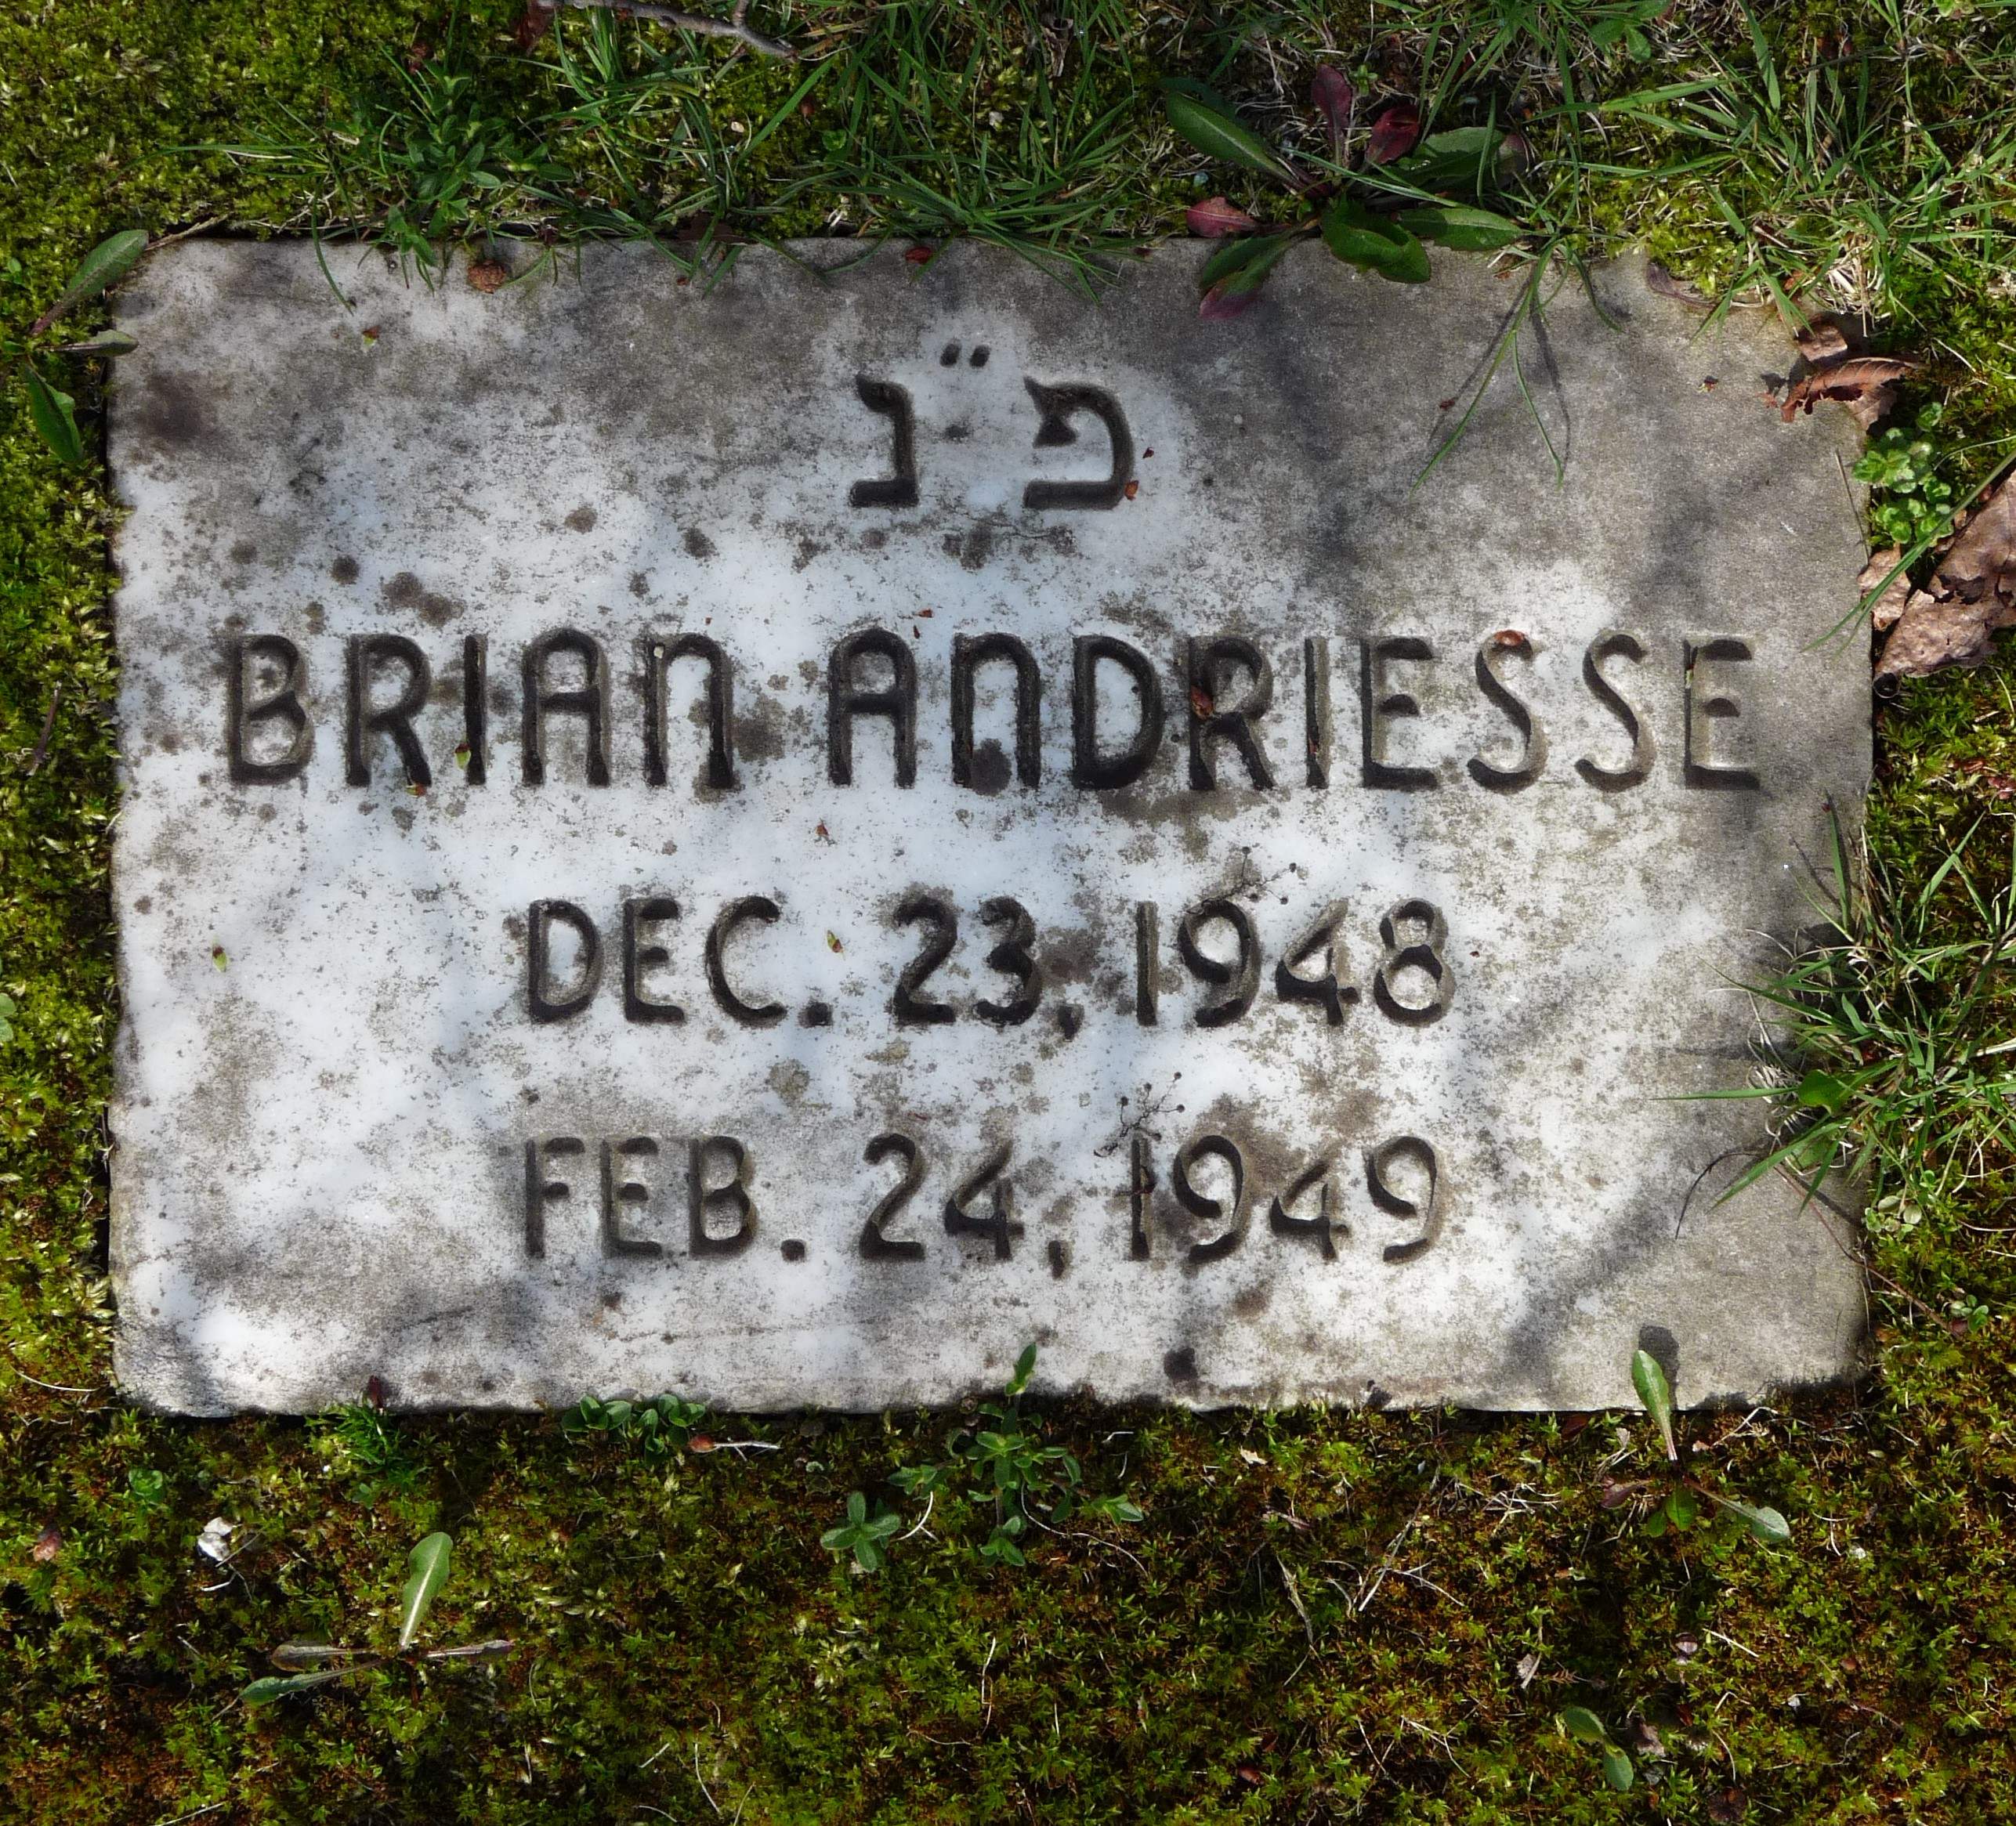 פ"נ
BRIAN ANDRIESSE
DEC. 23, 1948
FEB. 24, 1949